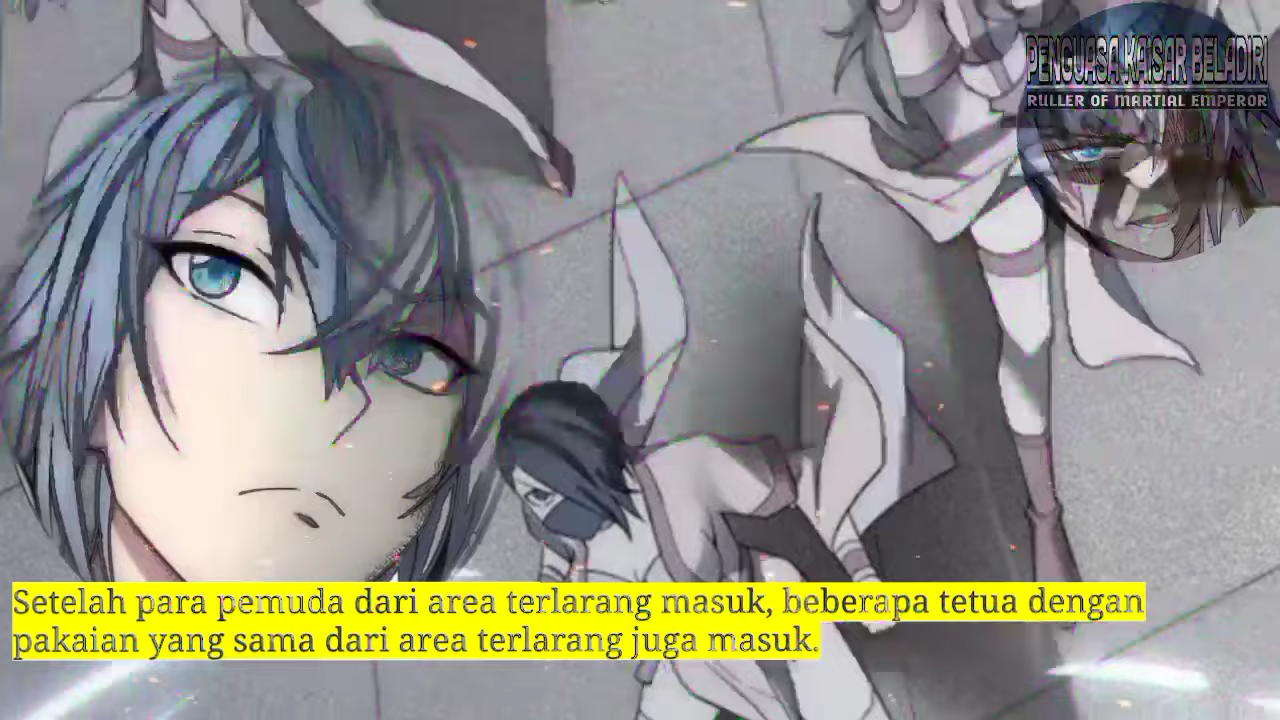 PENGUASA KAISAR BELADIRI
RULLER OF MARTIAL EMPEROR
Setelah para pemuda dari area terlarang masuk, beberapa tetua dengan
pakaian yang sama dari area terlarang juga masuk.